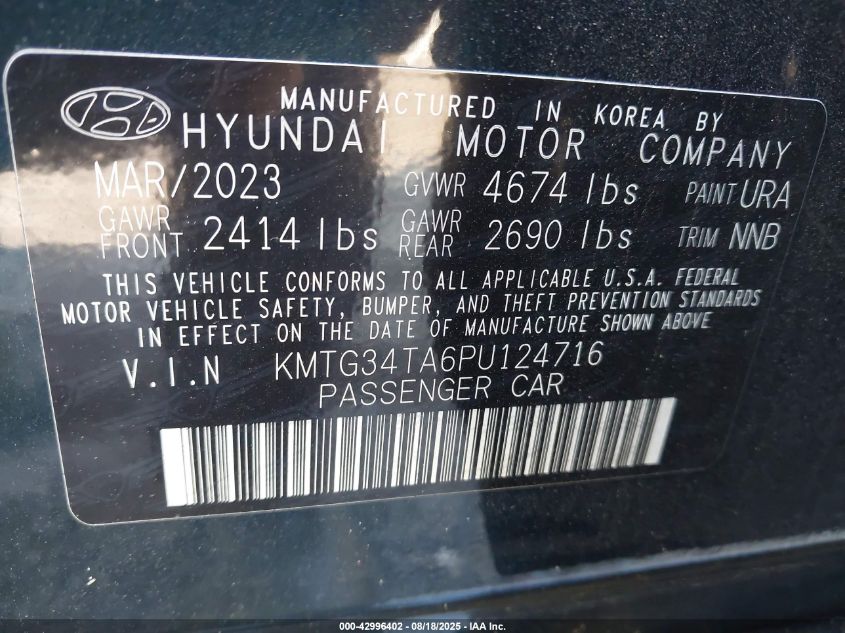 MANUFACTURED IN KOREA BY
HYUNDAI MOTOR COMPANY
MAR/2023 GVWR 4674 lbs PAINT URA
GAWR FRONT 2414 lbs GAWR REAR 2690 lbs TRIM NNB
THIS VEHICLE CONFORMS TO ALL APPLICABLE U.S.A. FEDERAL
MOTOR VEHICLE SAFETY, BUMPER, AND THEFT PREVENTION STANDARDS
IN EFFECT ON THE DATE OF MANUFACTURE SHOWN ABOVE
V.I.N KMTG34TA6PU124716
PASSENGER CAR
000-42996402 - 08/18/2025 - IAA Inc.